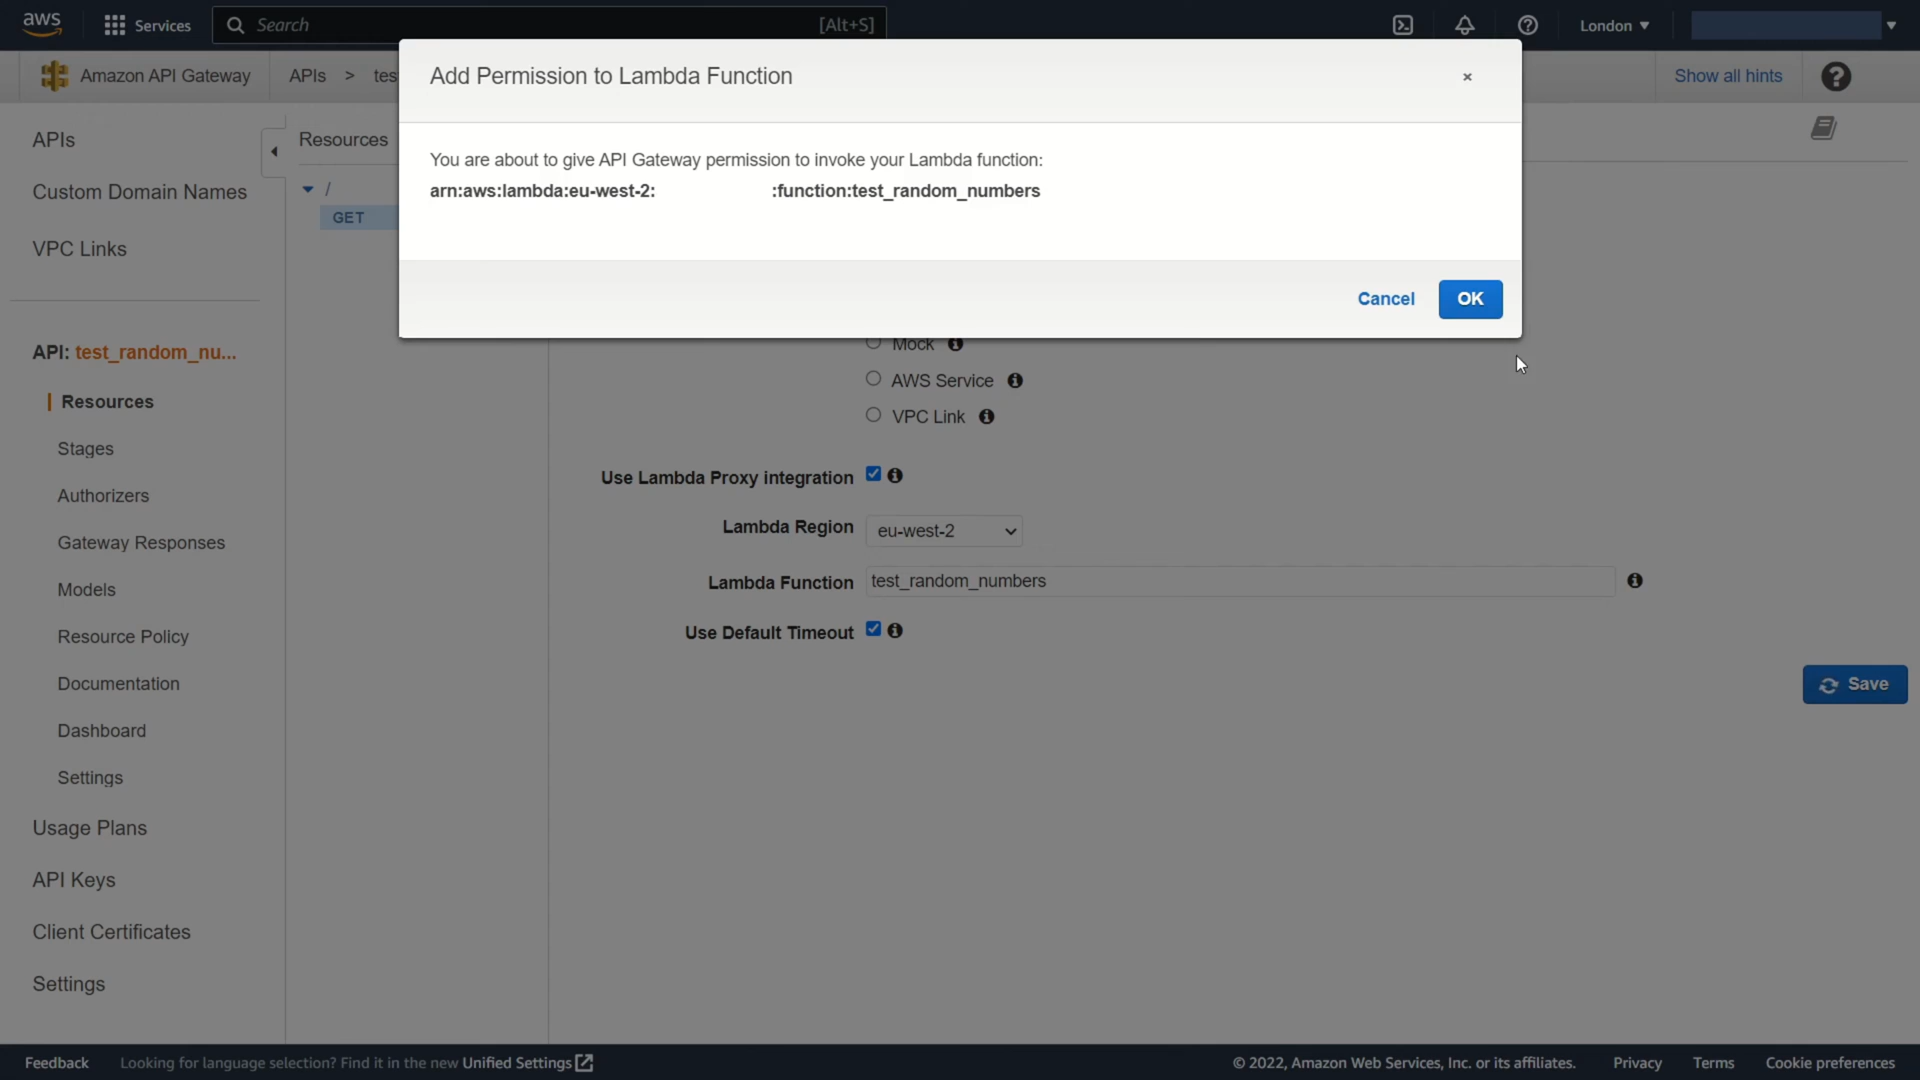 aws
Services
Search
[Alt+S]
London
Amazon API Gateway
APIs > tes
Show all hints
Add Permission to Lambda Function
×
You are about to give API Gateway permission to invoke your Lambda function:
arn:aws:lambda:eu-west-2: :function:test_random_numbers
Cancel
OK
APIs
Custom Domain Names
VPC Links
API: test_random_nu...
Resources
Stages
Authorizers
Gateway Responses
Models
Resource Policy
Documentation
Dashboard
Settings
Usage Plans
API Keys
Client Certificates
Settings
Resources
/
GET
Mock
AWS Service
VPC Link
Use Lambda Proxy integration
Lambda Region eu-west-2
Lambda Function test_random_numbers
Use Default Timeout
Save
Feedback
Looking for language selection? Find it in the new Unified Settings
© 2022, Amazon Web Services, Inc. or its affiliates.
Privacy
Terms
Cookie preferences